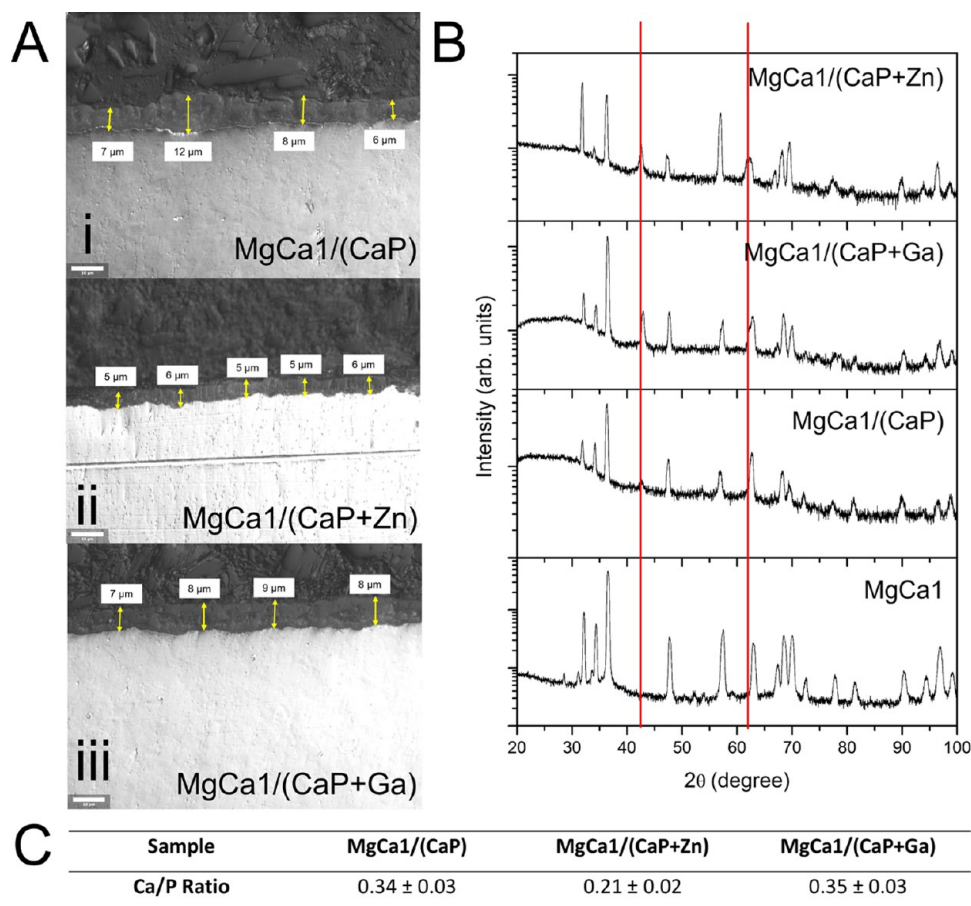 A
7 µm
12 µm
8 µm
6 µm
i
MgCa1/(CaP)
5 µm
6 µm
5 µm
5 µm
6 µm
ii
MgCa1/(CaP+Zn)
7 µm
8 µm
9 µm
8 µm
iii
MgCa1/(CaP+Ga)
B
MgCa1/(CaP+Zn)
MgCa1/(CaP+Ga)
MgCa1/(CaP)
MgCa1
Intensity (arb. units)
20 30 40 50 60 70 80 90 100
2θ (degree)
C
Sample MgCa1/(CaP) MgCa1/(CaP+Zn) MgCa1/(CaP+Ga)
Ca/P Ratio 0.34 ± 0.03 0.21 ± 0.02 0.35 ± 0.03